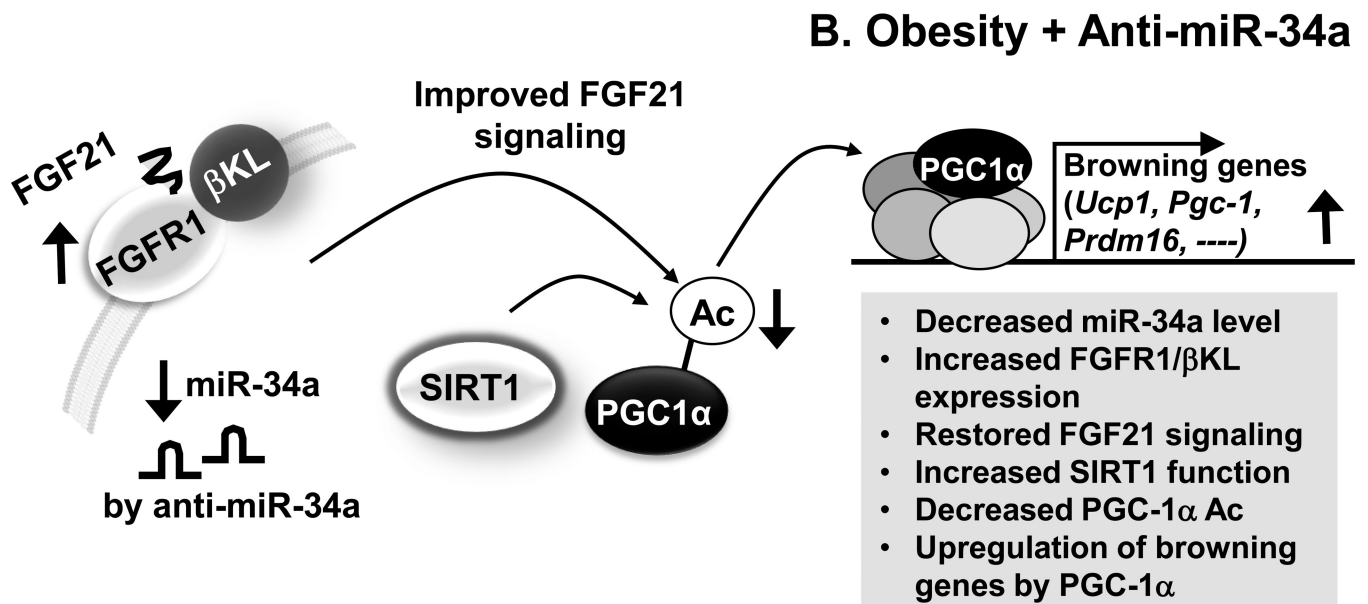 B. Obesity + Anti-miR-34a
Improved FGF21
signaling
FGF21
βKL
FGFR1
miR-34a
by anti-miR-34a
SIRT1
Ac
PGC1α
PGC1α
Browning genes
(Ucp1, Pgc-1,
Prdm16, ----)
• Decreased miR-34a level
• Increased FGFR1/βKL
expression
• Restored FGF21 signaling
• Increased SIRT1 function
• Decreased PGC-1α Ac
• Upregulation of browning
genes by PGC-1α